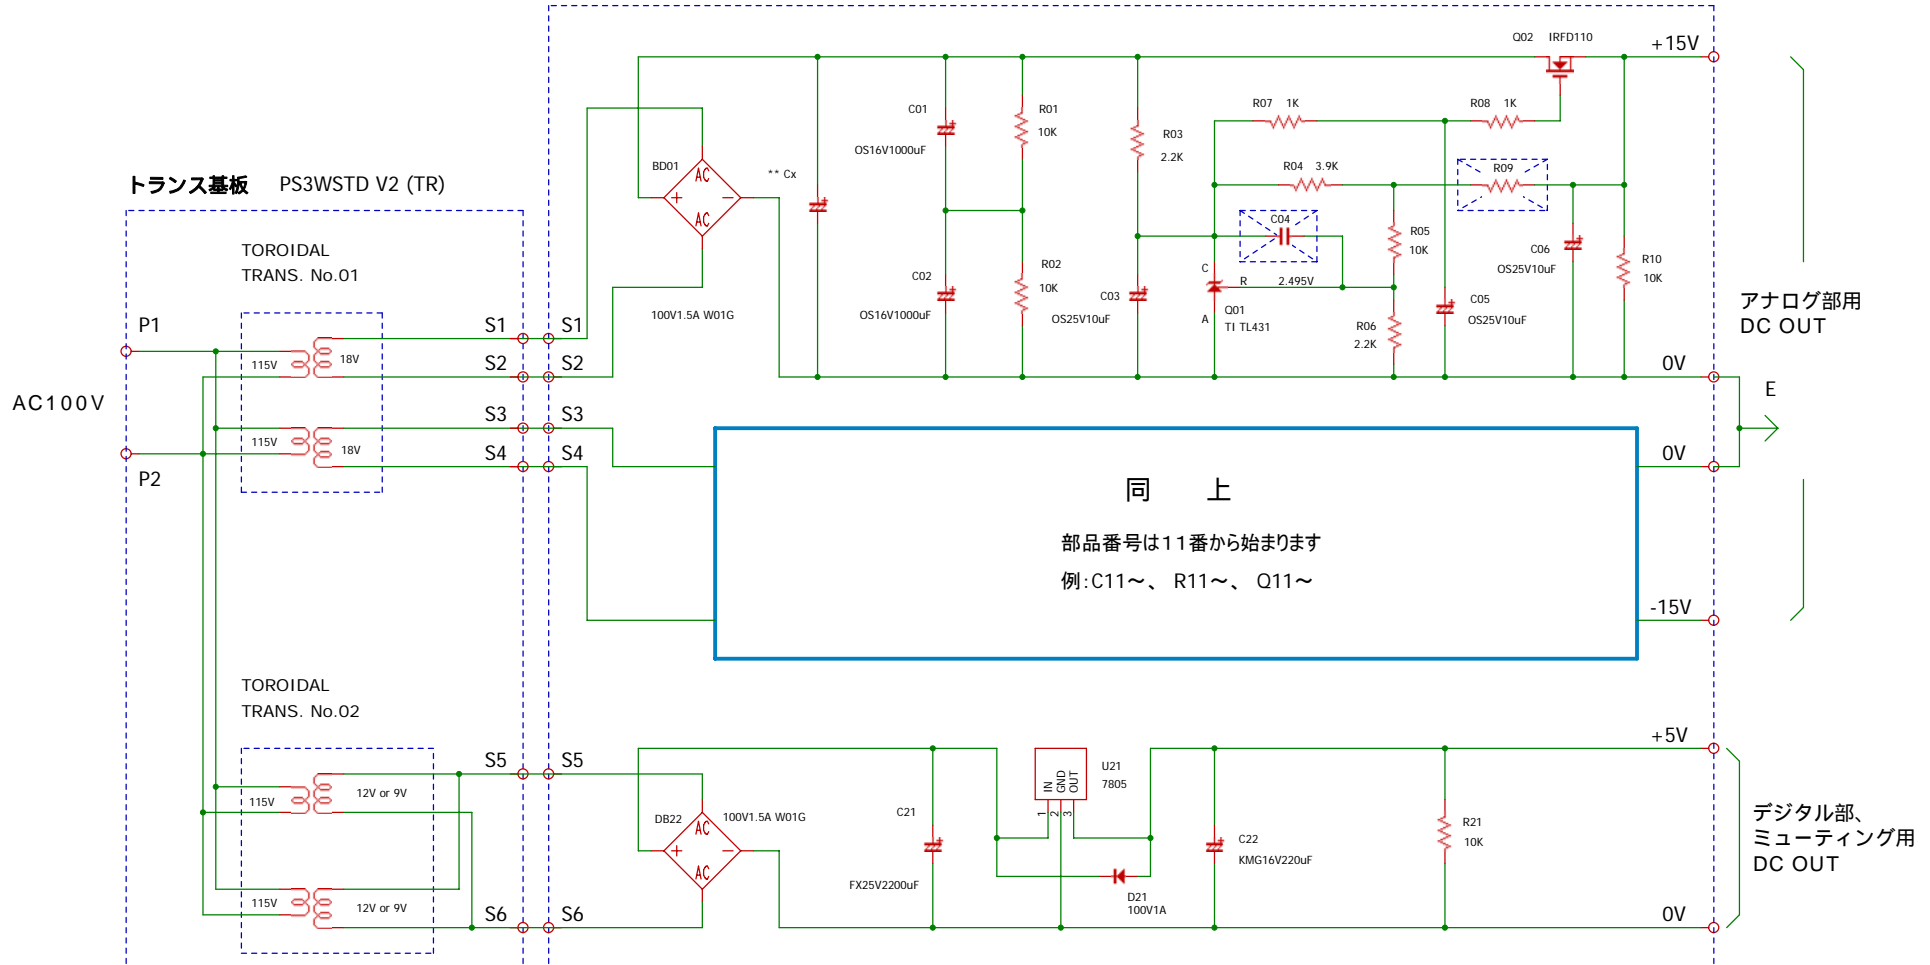 トランス基板 PS3WSTD V2 (TR)
TOROIDAL
TRANS. No.01
P1
115V
18V
S1
S2
AC100V
115V
18V
S3
S4
P2
TOROIDAL
TRANS. No.02
115V
12V or 9V
S5
115V
12V or 9V
S6
S1
S2
S3
S4
S5
S6
BD01
AC
+
−
AC
100V1.5A W01G
** Cx
C01
OS16V1000uF
C02
OS16V1000uF
R01
10K
R02
10K
R03
2.2K
C03
OS25V10uF
R07 1K
R04 3.9K
C04
C
R 2.495V
A
Q01
TI TL431
R05
10K
R06
2.2K
R08 1K
R09
C05
OS25V10uF
C06
OS25V10uF
R10
10K
Q02 IRFD110
+15V
0V
アナログ部用
DC OUT
E
0V
-15V
同 上
部品番号は11番から始まります
例:C11～、 R11～、 Q11～
DB22
AC
+
−
AC
100V1.5A W01G
C21
FX25V2200uF
IN
GND
OUT
1
2
3
U21
7805
D21
100V1A
C22
KMG16V220uF
R21
10K
+5V
0V
デジタル部、
ミューティング用
DC OUT